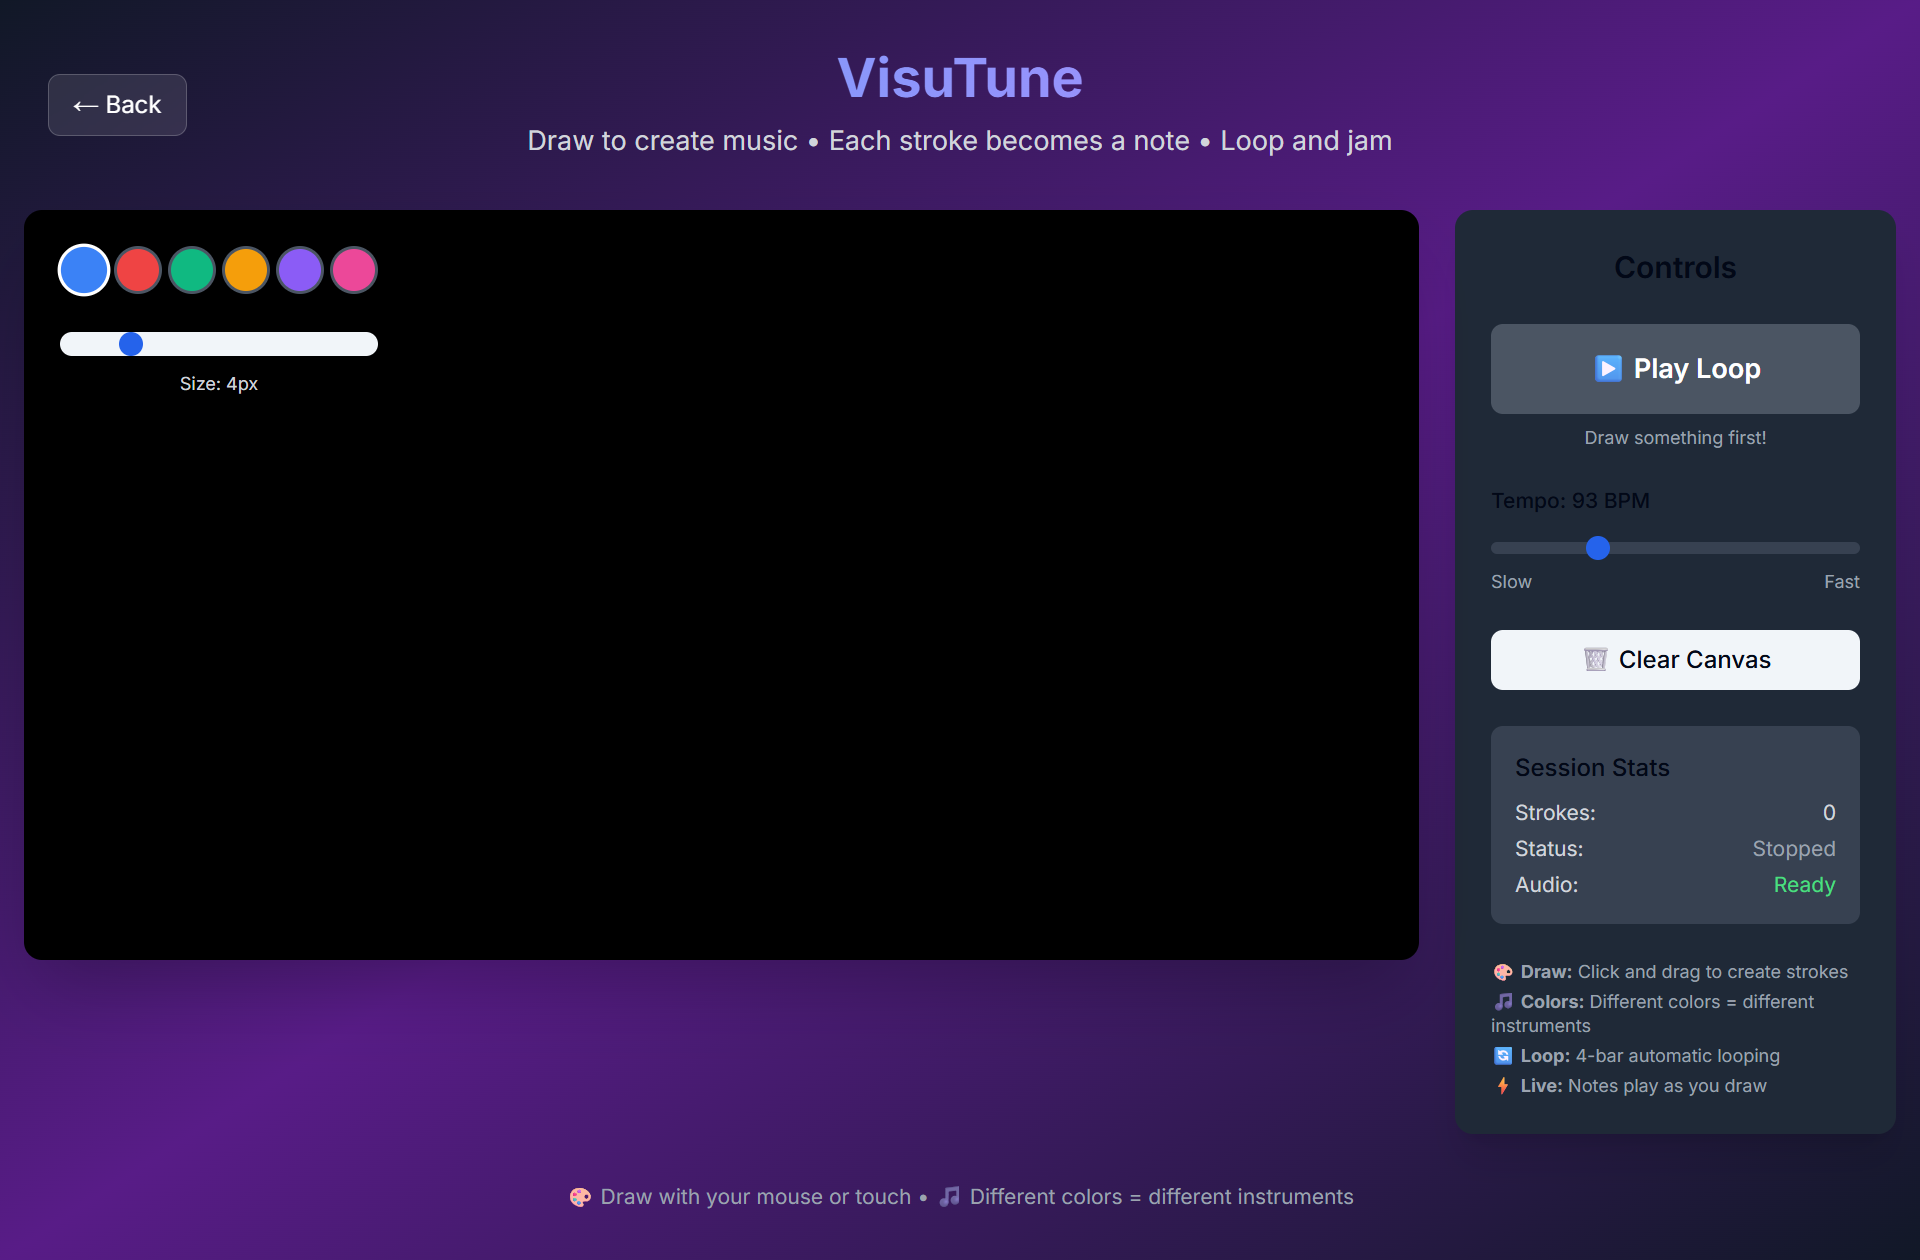 ← Back
VisuTune
Draw to create music • Each stroke becomes a note • Loop and jam
Size: 4px
Controls
▶️ Play Loop
Draw something first!
Tempo: 93 BPM
Slow
Fast
🗑️ Clear Canvas
Session Stats
Strokes: 0
Status: Stopped
Audio: Ready
🎨 Draw: Click and drag to create strokes
🎵 Colors: Different colors = different
instruments
🔄 Loop: 4-bar automatic looping
⚡ Live: Notes play as you draw
🎨 Draw with your mouse or touch • 🎵 Different colors = different instruments